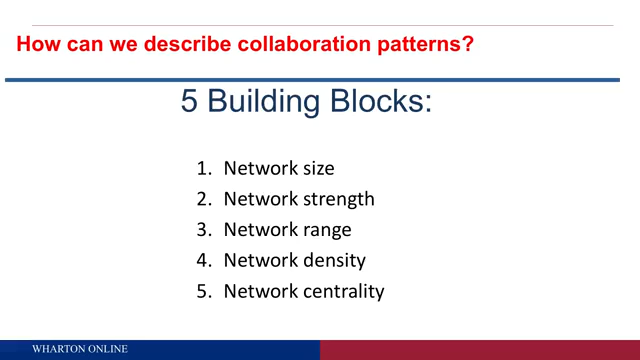 How can we describe collaboration patterns?
5 Building Blocks:
1. Network size
2. Network strength
3. Network range
4. Network density
5. Network centrality
WHARTON ONLINE